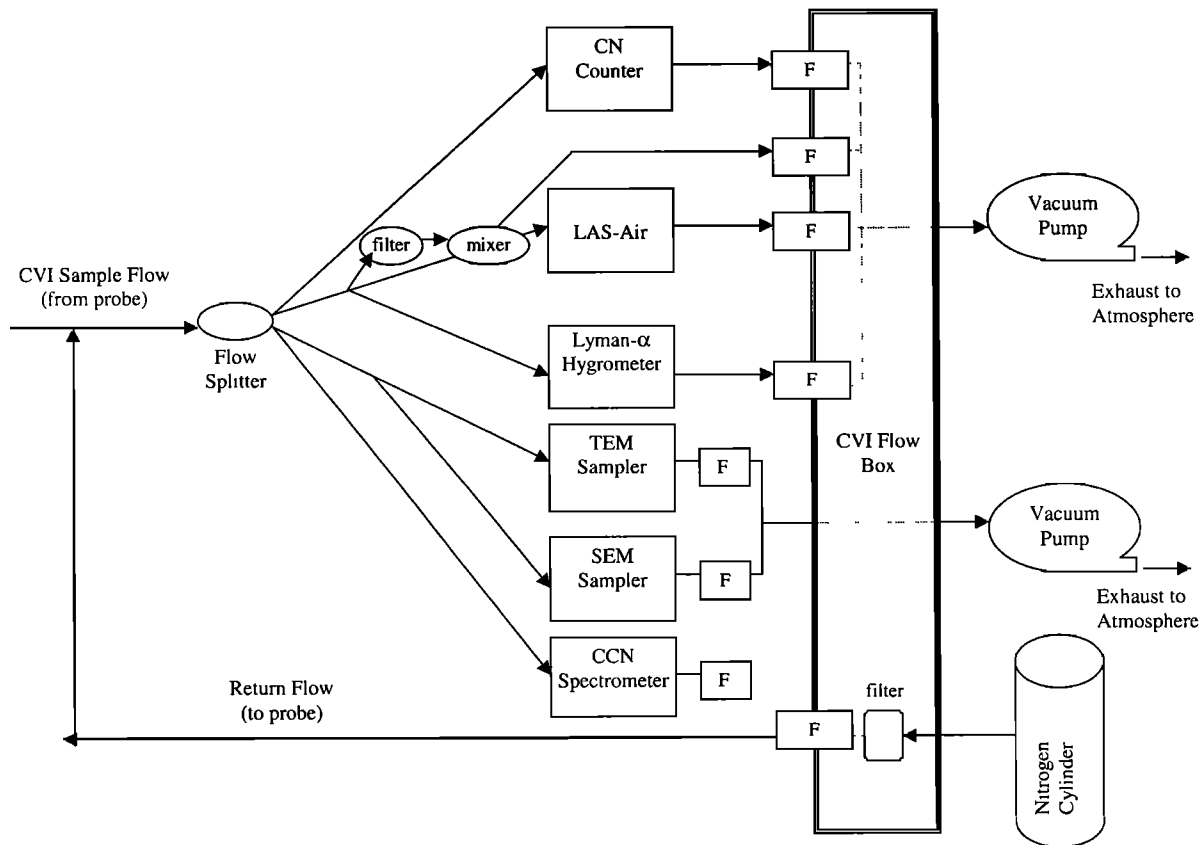 CN
Counter
F
F
filter
mixer
LAS-Air
F
Vacuum
Pump
CVI Sample Flow
(from probe)
Exhaust to
Atmosphere
Flow
Splitter
Lyman-α
Hygrometer
F
TEM
Sampler
F
CVI Flow
Box
Vacuum
Pump
SEM
Sampler
F
Exhaust to
Atmosphere
CCN
Spectrometer
F
Return Flow
(to probe)
filter
F
Nitrogen
Cylinder